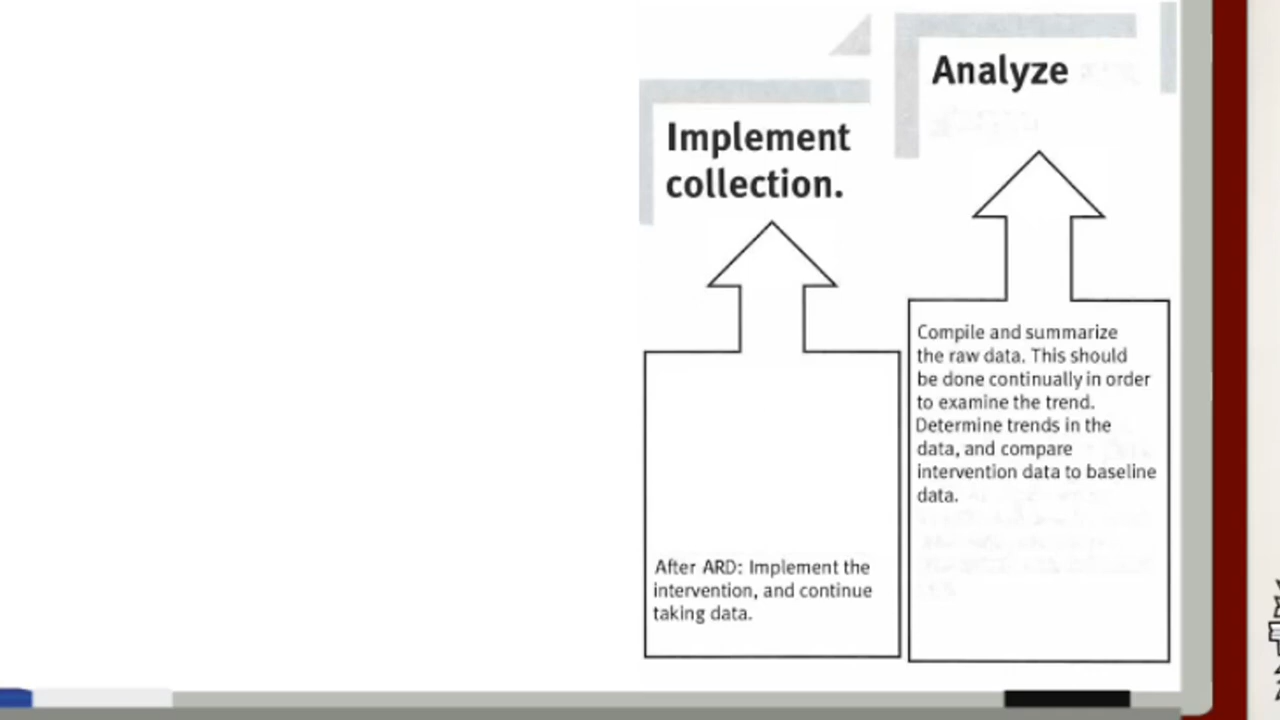 Analyze
Implement
collection.
Compile and summarize
the raw data. This should
be done continually in order
to examine the trend.
Determine trends in the
data, and compare
intervention data to baseline
data.
After ARD: Implement the
intervention, and continue
taking data.